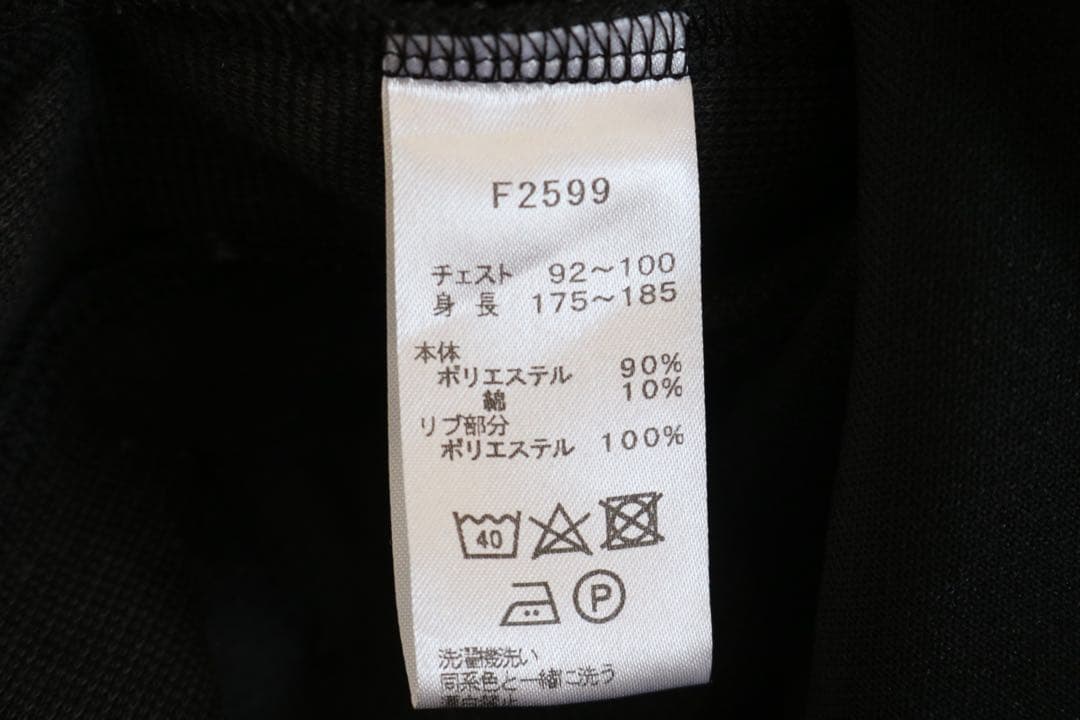 F2599
チェスト 92～100
身長 175～185
本体
ポリエステル 90%
綿 10%
リブ部分
ポリエステル 100%
40
P
洗濯機洗い
同系色と一緒に洗う